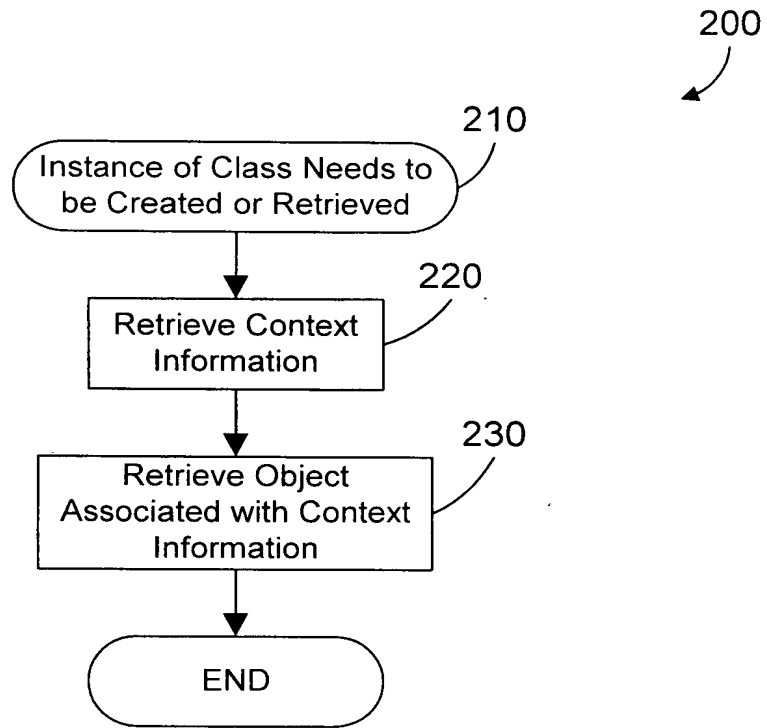 200
210
Instance of Class Needs to
be Created or Retrieved
220
Retrieve Context
Information
230
Retrieve Object
Associated with Context
Information
END